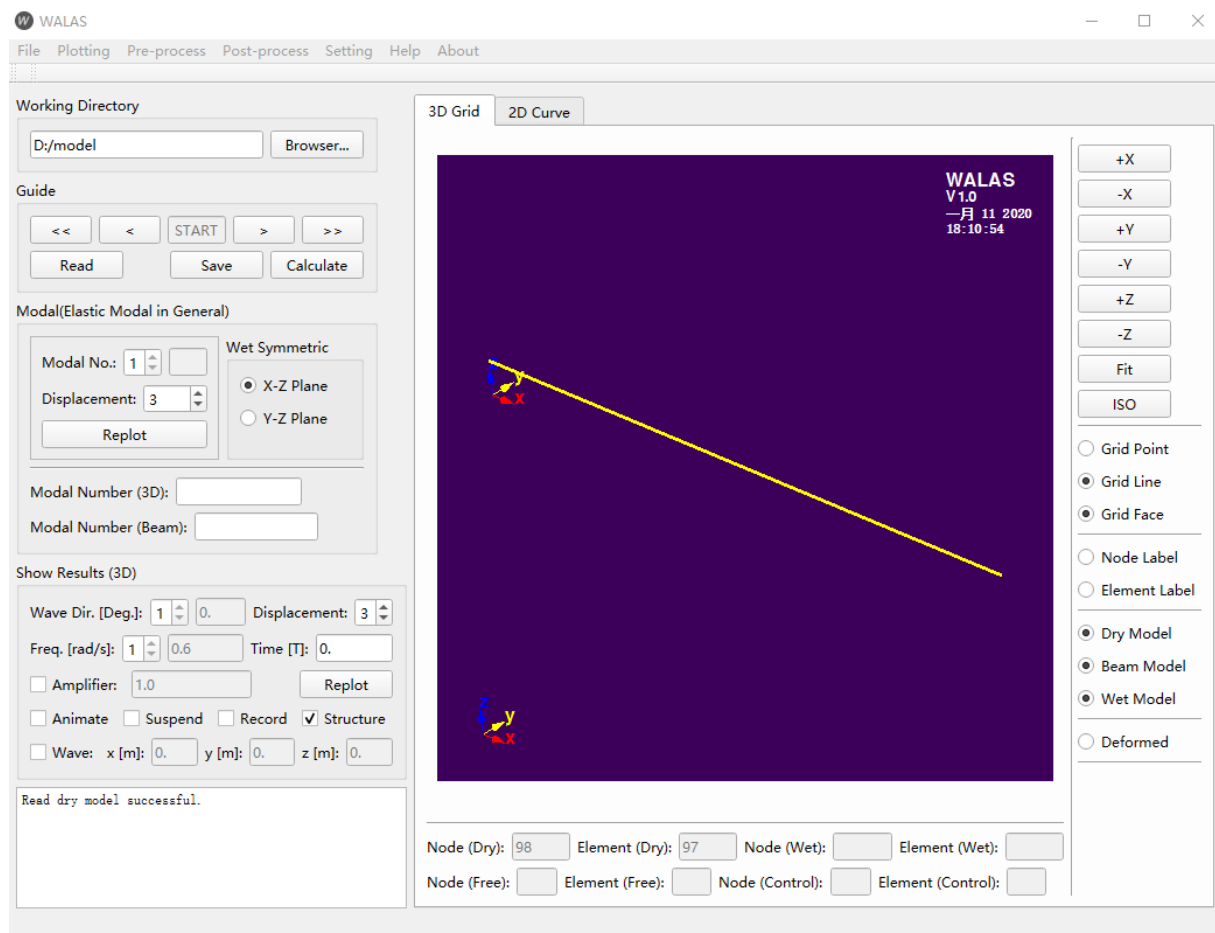 WALAS
File Plotting Pre-process Post-process Setting Help About
Working Directory
D:/model Browser...
Guide
<< < START > >>
Read Save Calculate
Modal(Elastic Modal in General)
Modal No.: 1
Displacement: 3
Replot
Wet Symmetric
X-Z Plane
Y-Z Plane
Modal Number (3D):
Modal Number (Beam):
Show Results (3D)
Wave Dir. [Deg.]: 1 0. Displacement: 3
Freq. [rad/s]: 1 0.6 Time [T]: 0.
Amplifier: 1.0 Replot
Animate Suspend Record Structure
Wave: x [m]: 0. y [m]: 0. z [m]: 0.
Read dry model successful.
3D Grid 2D Curve
WALAS
V1.0
一月 11 2020
18:10:54
y
x
z
y
x
+X
-X
+Y
-Y
+Z
-Z
Fit
ISO
Grid Point
Grid Line
Grid Face
Node Label
Element Label
Dry Model
Beam Model
Wet Model
Deformed
Node (Dry): 98 Element (Dry): 97 Node (Wet): Element (Wet):
Node (Free): Element (Free): Node (Control): Element (Control):